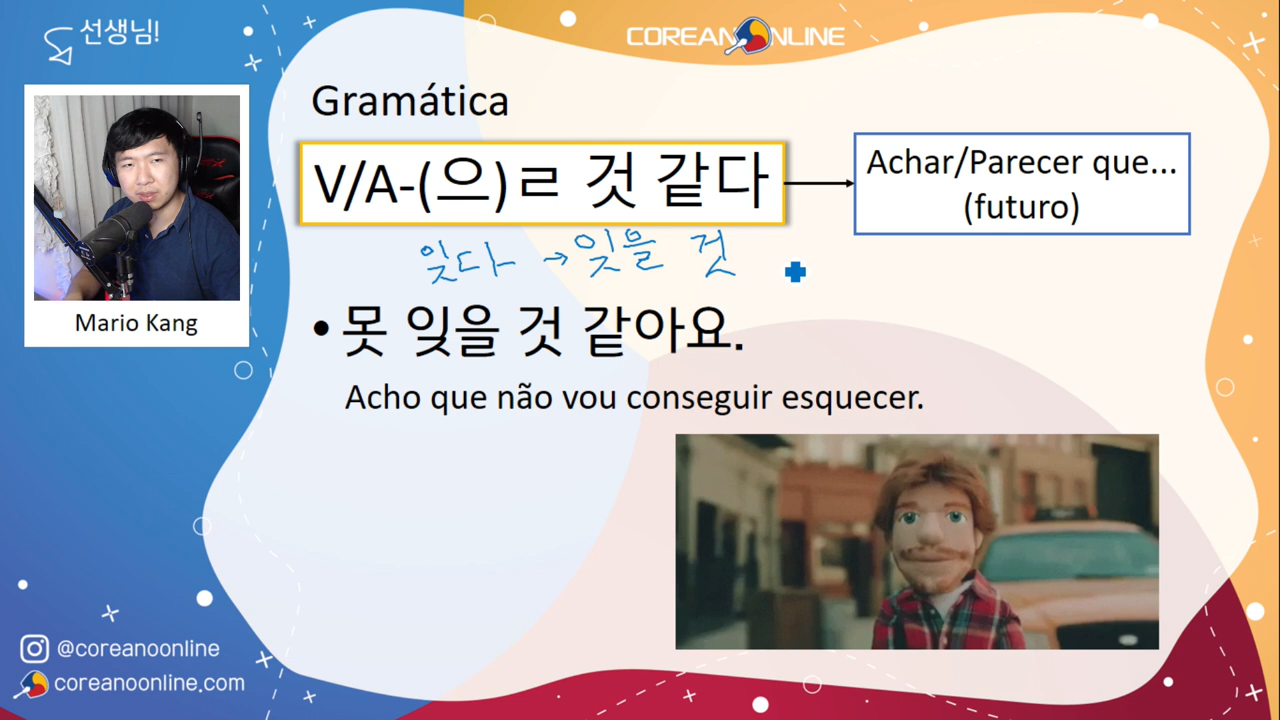 선생님!
COREANONLINE
Mario Kang
Gramática
V/A-(으)ㄹ 것 같다
Achar/Parecer que...
(futuro)
잊다 → 잊을 것
• 못 잊을 것 같아요.
Acho que não vou conseguir esquecer.
@coreanoonline
coreanoonline.com